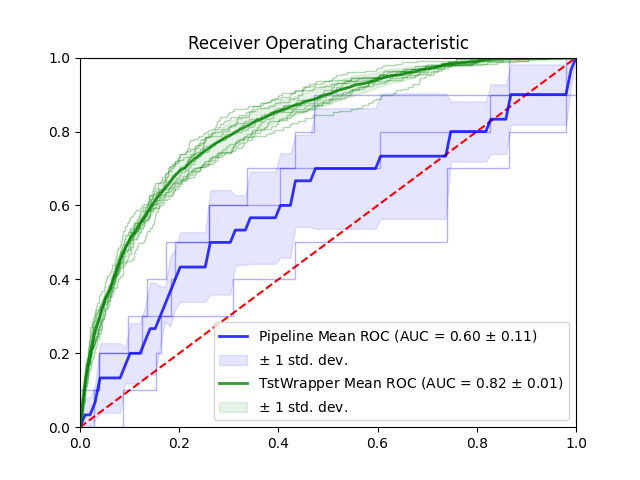 Receiver Operating Characteristic
1.0
0.8
0.6
0.4
0.2
0.0
Pipeline Mean ROC (AUC = 0.60 ± 0.11)
± 1 std. dev.
TstWrapper Mean ROC (AUC = 0.82 ± 0.01)
± 1 std. dev.
0.0 0.2 0.4 0.6 0.8 1.0